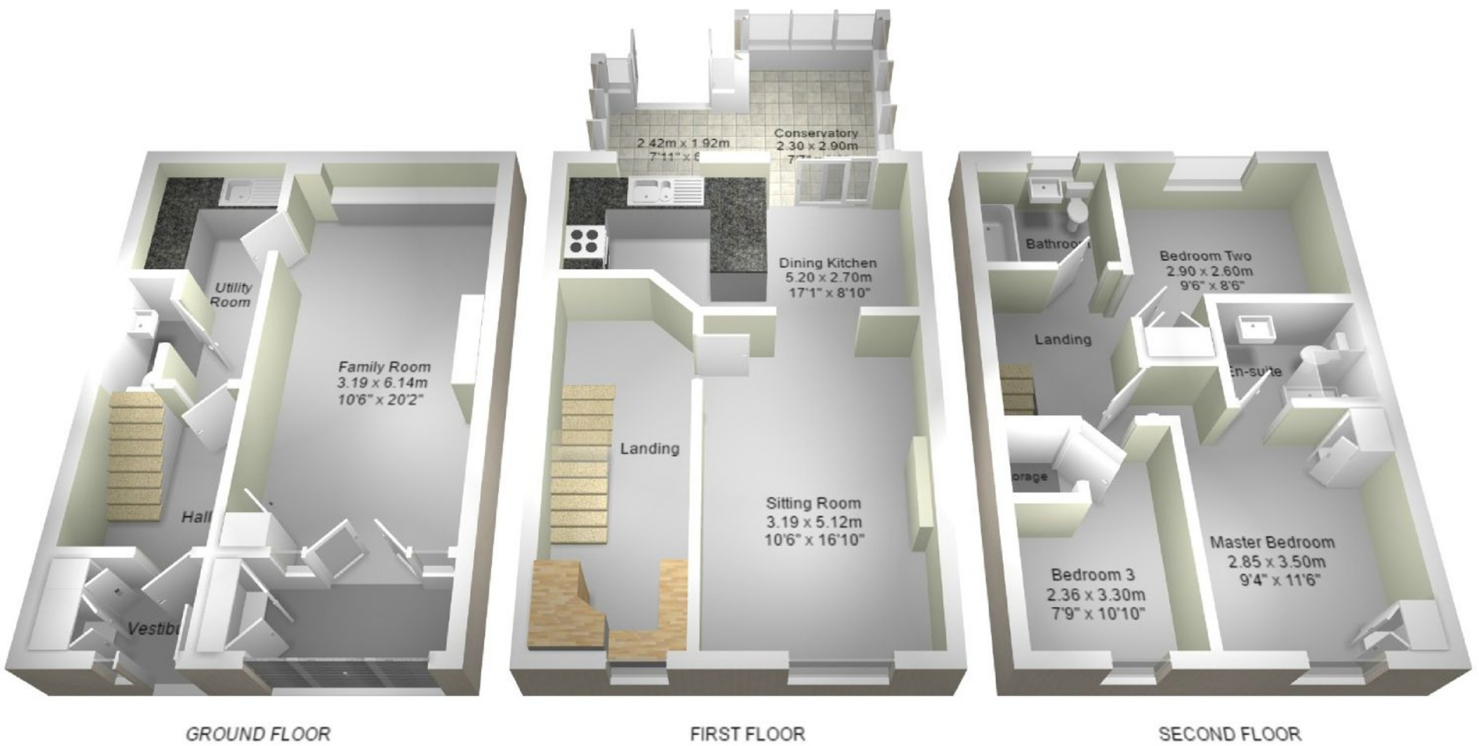 Utility
Room
Family Room
3.19 x 6.14m
10'6" x 20'2"
Hall
GROUND FLOOR
2.42m x 1.92m
7'11" x
Conservatory
2.30 x 2.90m
Dining Kitchen
5.20 x 2.70m
17'1" x 8'10"
Landing
Sitting Room
3.19 x 5.12m
10'6" x 16'10"
FIRST FLOOR
Bathroom
Bedroom Two
2.90 x 2.60m
9'6" x 8'6"
Landing
En-suite
Master Bedroom
2.85 x 3.50m
9'4" x 11'6"
Bedroom 3
2.36 x 3.30m
7'9" x 10'10"
SECOND FLOOR